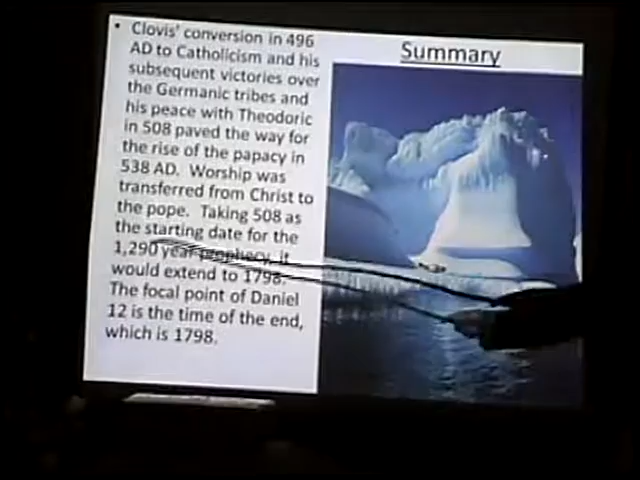 Summary
• Clovis' conversion in 496
AD to Catholicism and his
subsequent victories over
the Germanic tribes and
his peace with Theodoric
in 508 paved the way for
the rise of the papacy in
538 AD. Worship was
transferred from Christ to
the pope. Taking 508 as
the starting date for the
1,290 year prophecy, it
would extend to 1798.
The focal point of Daniel
12 is the time of the end,
which is 1798.